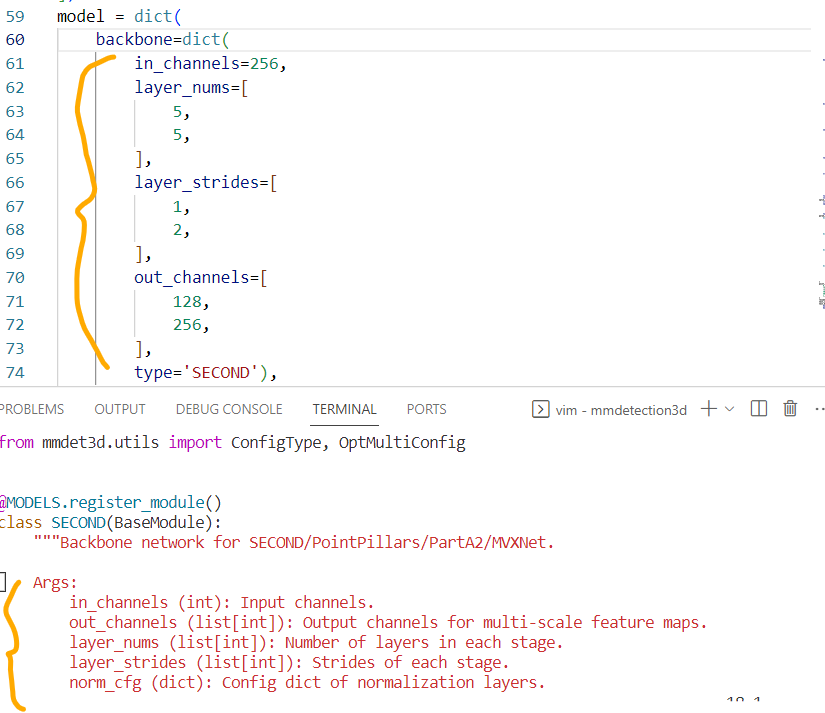 59 model = dict(
60 backbone=dict(
61 in_channels=256,
62 layer_nums=[
63 5,
64 5,
65 ],
66 layer_strides=[
67 1,
68 2,
69 ],
70 out_channels=[
71 128,
72 256,
73 ],
74 type='SECOND'),
PROBLEMS OUTPUT DEBUG CONSOLE TERMINAL PORTS vim - mmdetection3d
from mmdet3d.utils import ConfigType, OptMultiConfig
@MODELS.register_module()
class SECOND(BaseModule):
"""Backbone network for SECOND/PointPillars/PartA2/MVXNet.
Args:
in_channels (int): Input channels.
out_channels (list[int]): Output channels for multi-scale feature maps.
layer_nums (list[int]): Number of layers in each stage.
layer_strides (list[int]): Strides of each stage.
norm_cfg (dict): Config dict of normalization layers.